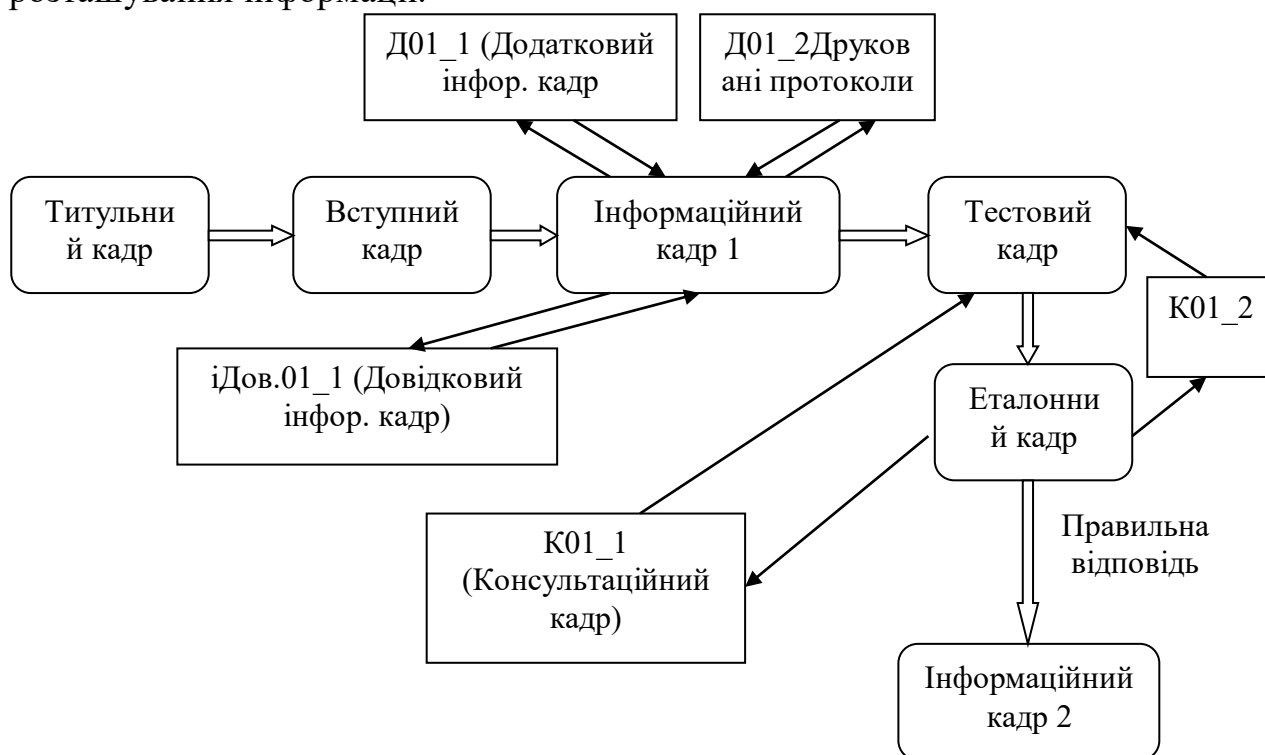 розташування інформації.
Д01_1 (Додатковий
інфор. кадр
Д01_2Друков
ані протоколи
Титульни
й кадр
Вступний
кадр
Інформаційний
кадр 1
Тестовий
кадр
К01_2
іДов.01_1 (Довідковий
інфор. кадр)
Еталонни
й кадр
К01_1
(Консультаційний
кадр)
Правильна
відповідь
Інформаційний
кадр 2